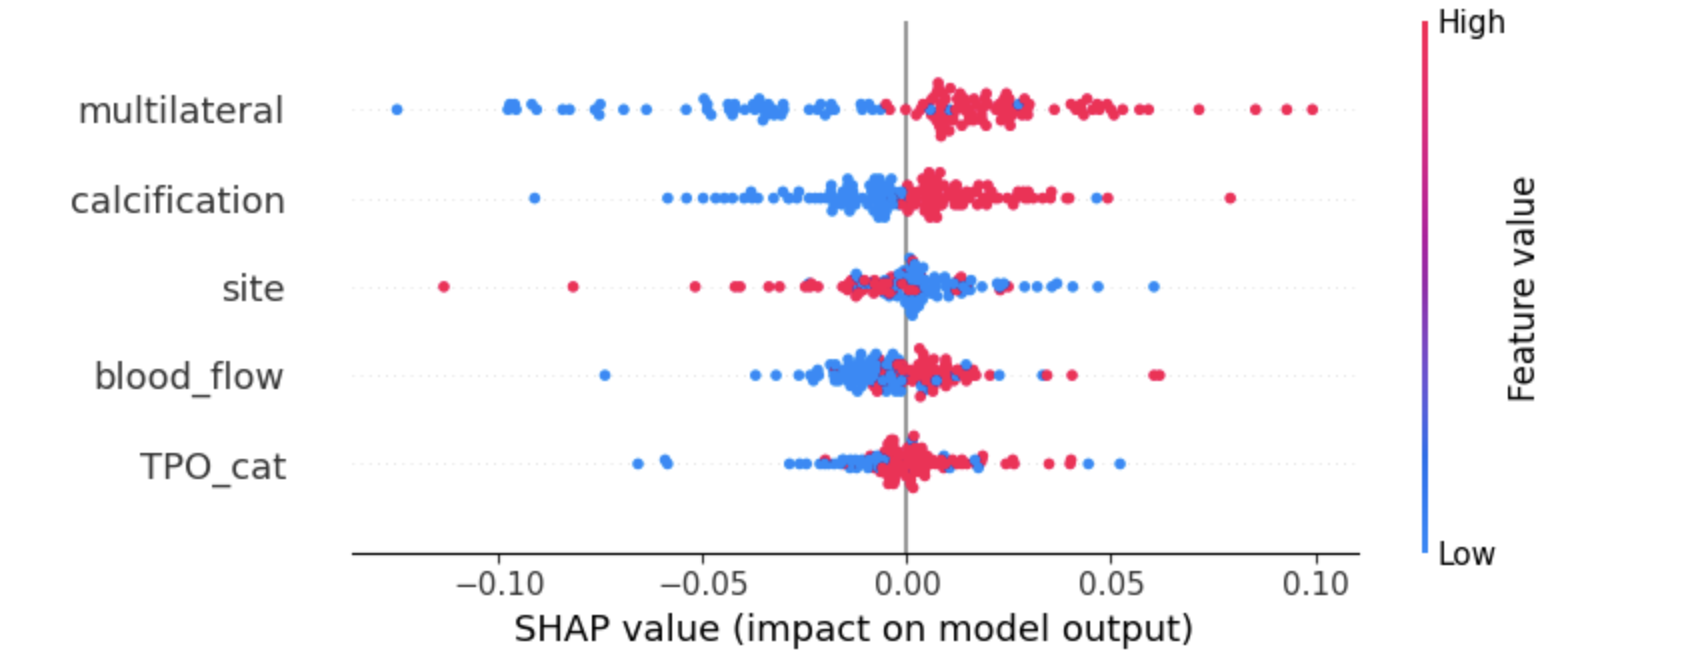 High
multilateral
calcification
site
blood_flow
TPO_cat
Feature value
Low
−0.10 −0.05 0.00 0.05 0.10
SHAP value (impact on model output)